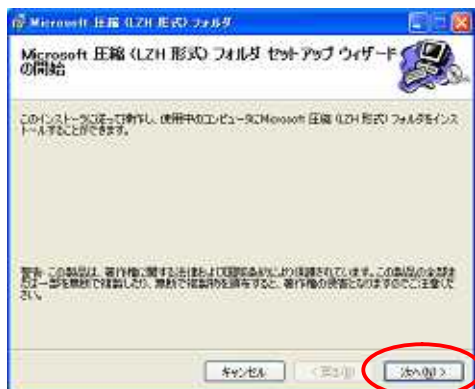 Microsoft 圧縮 (LZH 形式) フォルダ
Microsoft 圧縮 (LZH 形式) フォルダ セットアップ ウィザード
の開始
このインストーラに従って操作し、使用中のコンピュータにMicrosoft 圧縮 (LZH 形式) フォルダをインス
トールすることができます。
警告: この製品は、著作権に関する法律および国際条約により保護されています。この製品の全部ま
たは一部を無断で複製したり、無断で複製物を頒布すると、著作権の侵害となりますのでご注意くだ
さい。
キャンセル
< 戻る(B)
次へ(N) >